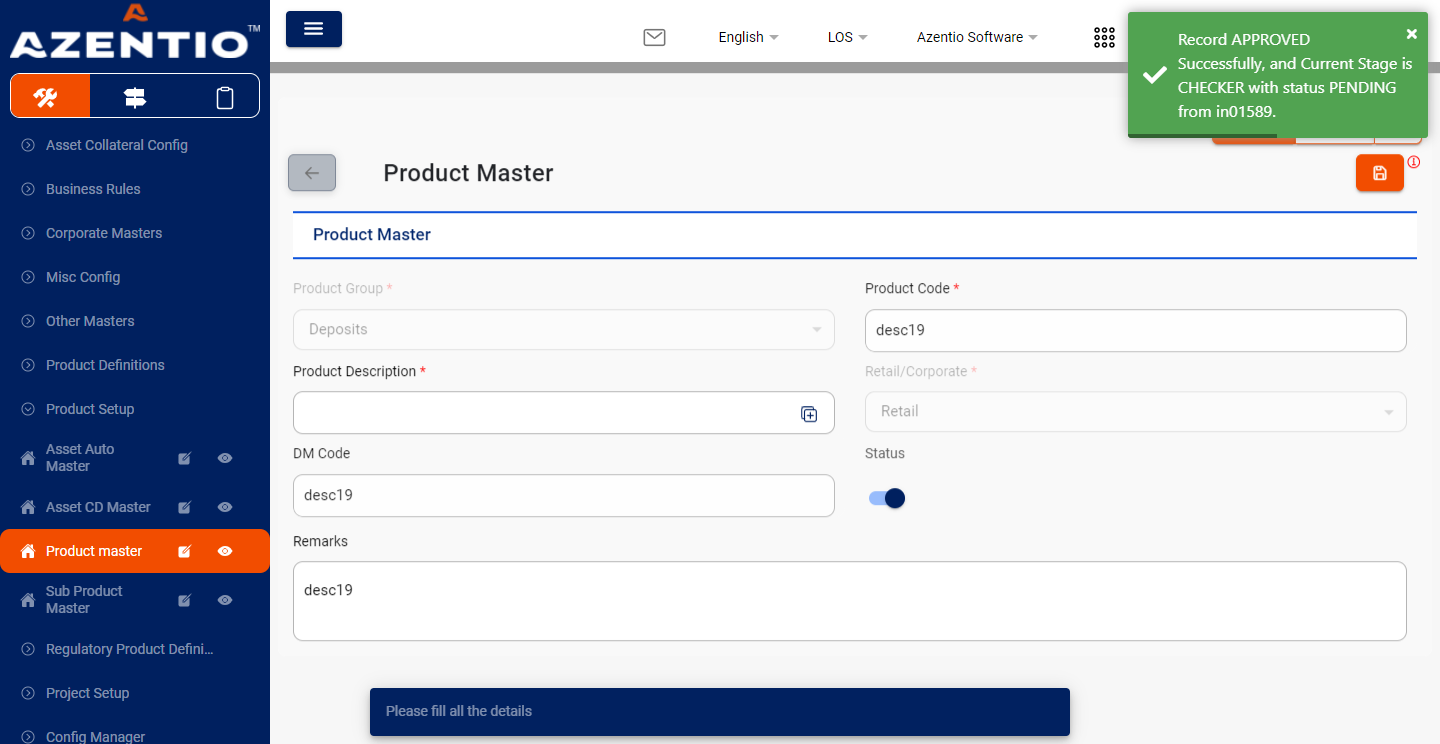 AZENTIO™
English
LOS
Azentio Software
Record APPROVED
Successfully, and Current Stage is
CHECKER with status PENDING
from in01589.
Asset Collateral Config
Business Rules
Corporate Masters
Misc Config
Other Masters
Product Definitions
Product Setup
Asset Auto
Master
Asset CD Master
Product master
Sub Product
Master
Regulatory Product Defini...
Project Setup
Config Manager
Product Master
Product Master
Product Group *
Deposits
Product Code *
desc19
Product Description *
Retail/Corporate *
Retail
DM Code
desc19
Status
Remarks
desc19
Please fill all the details